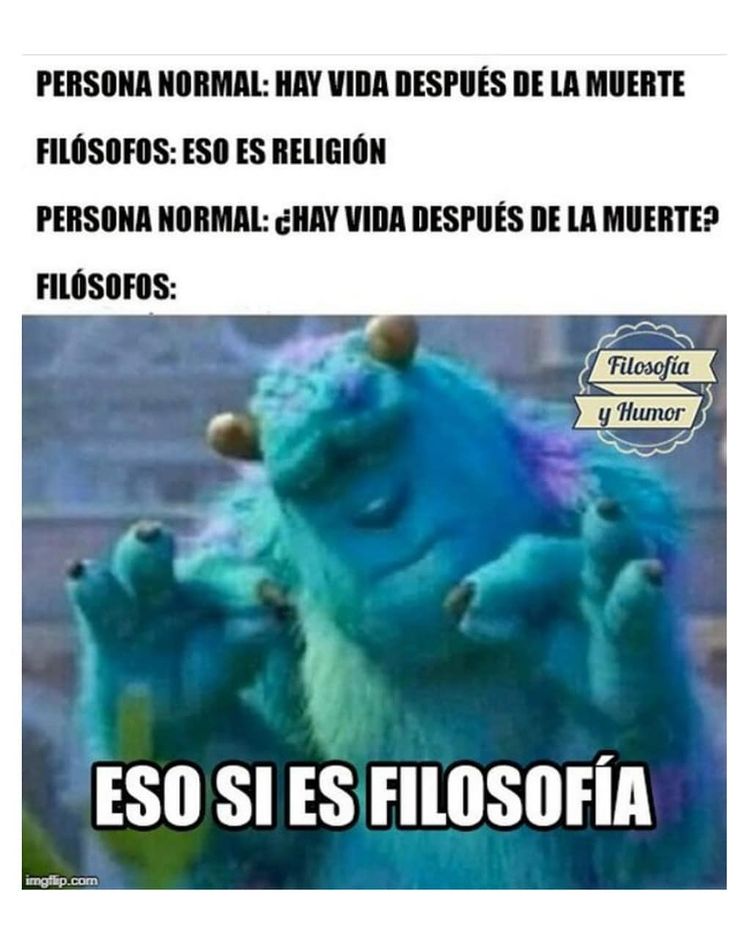 PERSONA NORMAL: HAY VIDA DESPUÉS DE LA MUERTE
FILÓSOFOS: ESO ES RELIGIÓN
PERSONA NORMAL: ¿HAY VIDA DESPUÉS DE LA MUERTE?
FILÓSOFOS:
Filosofía
y Humor
ESO SI ES FILOSOFÍA
imgflip.com